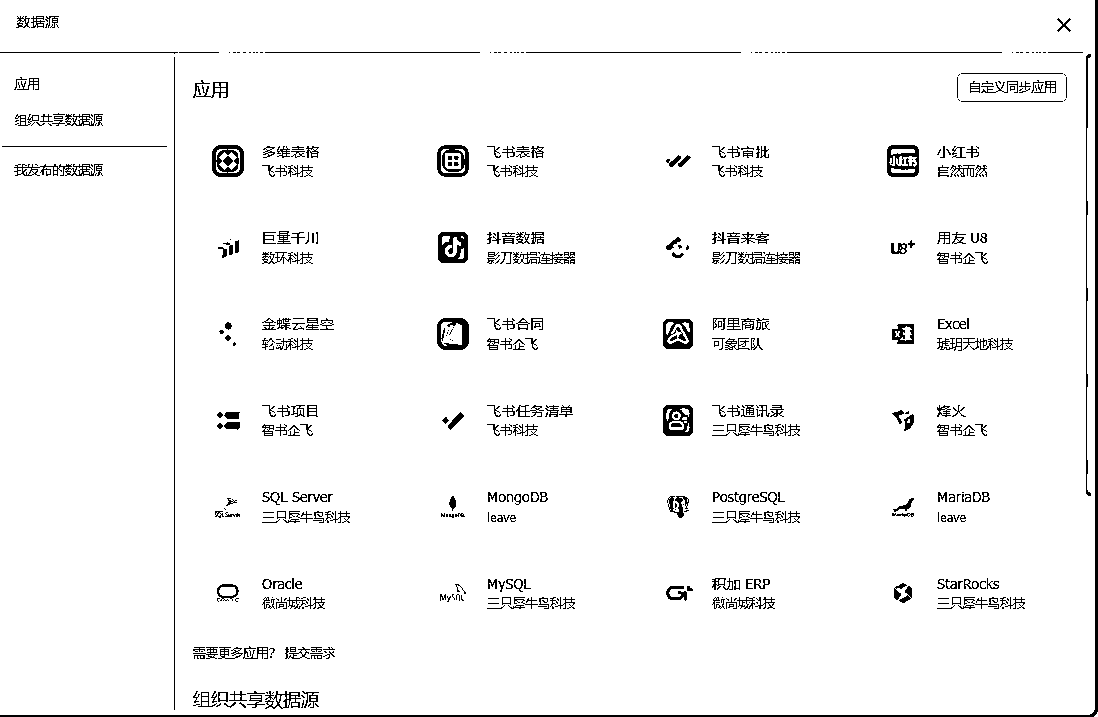 数据源
应用
组织共享数据源
我发布的数据源
应用
自定义同步应用
多维表格
飞书科技
飞书表格
飞书科技
飞书审批
飞书科技
小红书
小红书
自然而然
巨量千川
数环科技
抖音数据
影刀数据连接器
抖音来客
影刀数据连接器
U8+
用友 U8
智书企飞
金蝶云星空
轮动科技
飞书合同
智书企飞
阿里商旅
可象团队
Excel
琥玥天地科技
飞书项目
智书企飞
飞书任务清单
飞书科技
飞书通讯录
三只犀牛鸟科技
烽火
智书企飞
SQL Server
SQL Server
三只犀牛鸟科技
MongoDB
MongoDB
leave
PostgreSQL
三只犀牛鸟科技
MariaDB
MariaDB
leave
Oracle
微尚城科技
MySQL
MySQL
三只犀牛鸟科技
积加 ERP
微尚城科技
StarRocks
三只犀牛鸟科技
需要更多应用？ 提交需求
组织共享数据源